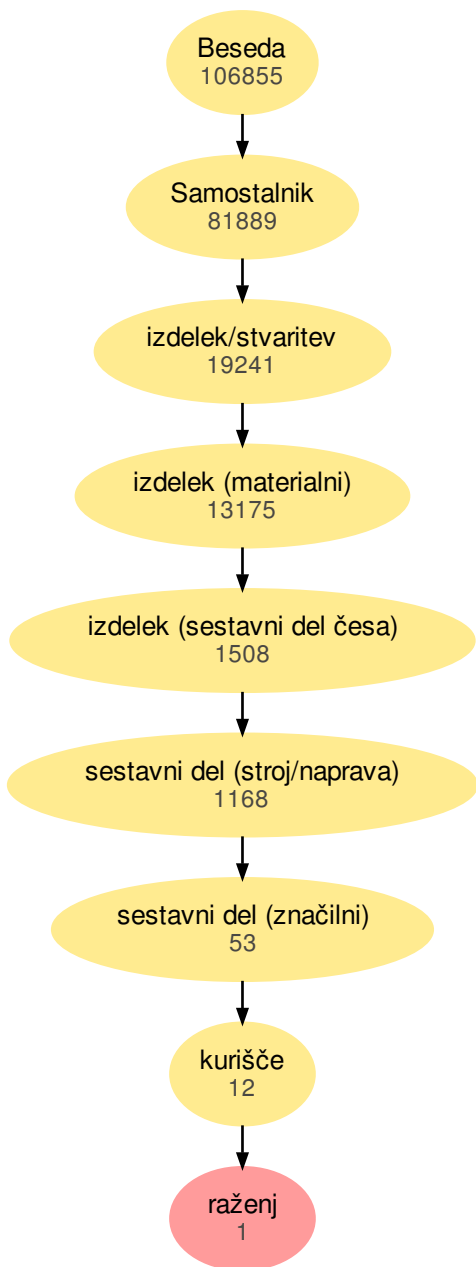 Beseda
106855
Samostalnik
81889
izdelek/stvaritev
19241
izdelek (materialni)
13175
izdelek (sestavni del česa)
1508
sestavni del (stroj/naprava)
1168
sestavni del (značilni)
53
kurišče
12
raženj
1